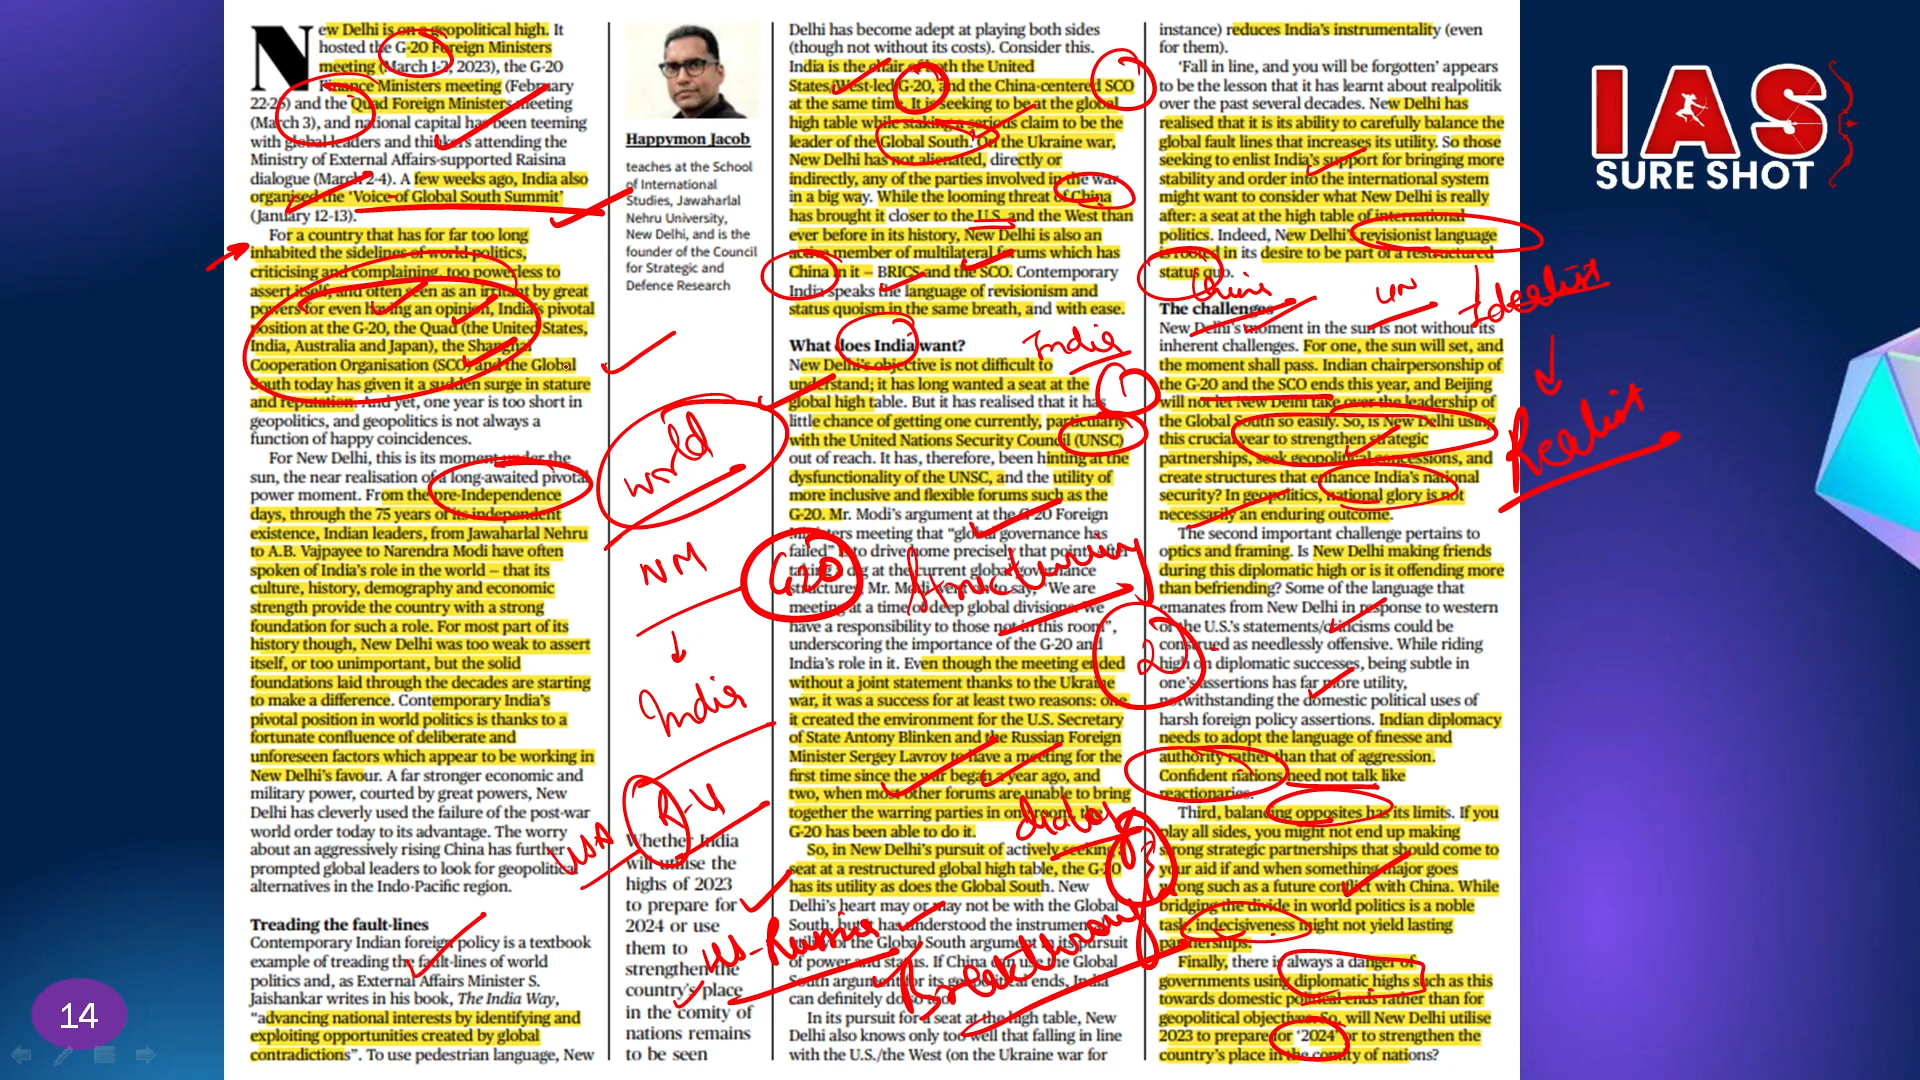 New Delhi is on a geopolitical high. It
hosted the G-20 Foreign Ministers
meeting (March 1-2, 2023), the G-20
Finance Ministers meeting (February
22-25) and the Quad Foreign Ministers meeting
(March 3), and national capital has been teeming
with global leaders and thinkers attending the
Ministry of External Affairs-supported Raisina
dialogue (March 2-4). A few weeks ago, India also
organised the ‘Voice of Global South Summit’
(January 12-13).
For a country that has for far too long
inhabited the sidelines of world politics,
criticising and complaining, too powerless to
assert itself, and often seen as an irritant by great
powers for even having an opinion, India’s pivotal
position at the G-20, the Quad (the United States,
India, Australia and Japan), the Shanghai
Cooperation Organisation (SCO) and the Global
South today has given it a sudden surge in stature
and reputation. And yet, one year is too short in
geopolitics, and geopolitics is not always a
function of happy coincidences.
For New Delhi, this is its moment under the
sun, the near realisation of a long-awaited pivotal
power moment. From the pre-Independence
days, through the 75 years of its independent
existence, Indian leaders, from Jawaharlal Nehru
to A.B. Vajpayee to Narendra Modi have often
spoken of India’s role in the world – that its
culture, history, demography and economic
strength provide the country with a strong
foundation for such a role. For most part of its
history though, New Delhi was too weak to assert
itself, or too unimportant, but the solid
foundations laid through the decades are starting
to make a difference. Contemporary India’s
pivotal position in world politics is thanks to a
fortunate confluence of deliberate and
unforeseen factors which appear to be working in
New Delhi’s favour. A far stronger economic and
military power, courted by great powers, New
Delhi has cleverly used the failure of the post-war
world order today to its advantage. The worry
about an aggressively rising China has further
prompted global leaders to look for geopolitical
alternatives in the Indo-Pacific region.
Treading the fault-lines
Contemporary Indian foreign policy is a textbook
example of treading the fault-lines of world
politics and, as External Affairs Minister S.
Jaishankar writes in his book, The India Way,
“advancing national interests by identifying and
exploiting opportunities created by global
contradictions”. To use pedestrian language, New
Happymon Jacob
teaches at the School
of International
Studies, Jawaharlal
Nehru University,
New Delhi, and is the
founder of the Council
for Strategic and
Defence Research
world
NM
India
R-U
USA
Whether India
will utilise the
highs of 2023
to prepare for
2024 or use
them to
strengthen the
country’s place
in the comity of
nations remains
to be seen
Delhi has become adept at playing both sides
(though not without its costs). Consider this.
India is the chair of both the United
States/West-led G-20, and the China-centered SCO
at the same time. It is seeking to be at the global
high table while staking a serious claim to be the
leader of the Global South. On the Ukraine war,
New Delhi has not alienated, directly or
indirectly, any of the parties involved in the war
in a big way. While the looming threat of China
has brought it closer to the U.S. and the West than
ever before in its history, New Delhi is also an
active member of multilateral forums which has
China in it – BRICS and the SCO. Contemporary
India speaks the language of revisionism and
status quoism in the same breath, and with ease.
What does India want?
India
New Delhi’s objective is not difficult to
understand; it has long wanted a seat at the
global high table. But it has realised that it has
little chance of getting one currently, particularly
with the United Nations Security Council (UNSC)
out of reach. It has, therefore, been hinting at the
dysfunctionality of the UNSC, and the utility of
more inclusive and flexible forums such as the
G-20. Mr. Modi’s argument at the G-20 Foreign
Ministers meeting that “global governance has
failed” is to drive home precisely that point. After
taking a dig at the current global governance
structures, Mr. Modi went on to say, “We are
meeting at a time of deep global divisions. We
have a responsibility to those not in this room”,
underscoring the importance of the G-20 and
India’s role in it. Even though the meeting ended
without a joint statement thanks to the Ukraine
war, it was a success for at least two reasons: one,
it created the environment for the U.S. Secretary
of State Antony Blinken and the Russian Foreign
Minister Sergey Lavrov to have a meeting for the
first time since the war began a year ago, and
two, when most other forums are unable to bring
together the warring parties in one room, the
G-20 has been able to do it.
So, in New Delhi’s pursuit of actively seeking a
seat at a restructured global high table, the G-20
has its utility as does the Global South. New
Delhi’s heart may or may not be with the Global
South, but it has understood the instrumental
utility of the Global South argument in its pursuit
of power and status. If China can use the Global
South argument for its geopolitical ends, India
can definitely do so too.
In its pursuit for a seat at the high table, New
Delhi also knows only too well that falling in line
with the U.S./the West (on the Ukraine war for
G20
1
2
3
US-Russia
Breakthrough
instance) reduces India’s instrumentality (even
for them).
‘Fall in line, and you will be forgotten’ appears
to be the lesson that it has learnt about realpolitik
over the past several decades. New Delhi has
realised that it is its ability to carefully balance the
global fault lines that increases its utility. So those
seeking to enlist India’s support for bringing more
stability and order into the international system
might want to consider what New Delhi is really
after: a seat at the high table of international
politics. Indeed, New Delhi’s revisionist language
is rooted in its desire to be part of a restructured
status quo.
China
UN
Idealist
Realist
The challenges
New Delhi’s moment in the sun is not without its
inherent challenges. For one, the sun will set, and
the moment shall pass. Indian chairpersonship of
the G-20 and the SCO ends this year, and Beijing
will not let New Delhi take over the leadership of
the Global South so easily. So, is New Delhi using
this crucial year to strengthen strategic
partnerships, seek geopolitical concessions, and
create structures that enhance India’s national
security? In geopolitics, national glory is not
necessarily an enduring outcome.
The second important challenge pertains to
optics and framing. Is New Delhi making friends
during this diplomatic high or is it offending more
than befriending? Some of the language that
emanates from New Delhi in response to western
or the U.S.’s statements/criticisms could be
construed as needlessly offensive. While riding
high on diplomatic successes, being subtle in
one’s assertions has far more utility,
notwithstanding the domestic political uses of
harsh foreign policy assertions. Indian diplomacy
needs to adopt the language of finesse and
authority rather than that of aggression.
Confident nations need not talk like
reactionaries.
Third, balancing opposites has its limits. If you
play all sides, you might not end up making
strong strategic partnerships that should come to
your aid if and when something major goes
wrong such as a future conflict with China. While
bridging the divide in world politics is a noble
task, indecisiveness might not yield lasting
partnerships.
Finally, there is always a danger of
governments using diplomatic highs such as this
towards domestic political ends rather than for
geopolitical objectives. So, will New Delhi utilise
2023 to prepare for ‘2024’ or to strengthen the
country’s place in the comity of nations?
IAS
SURE SHOT
14